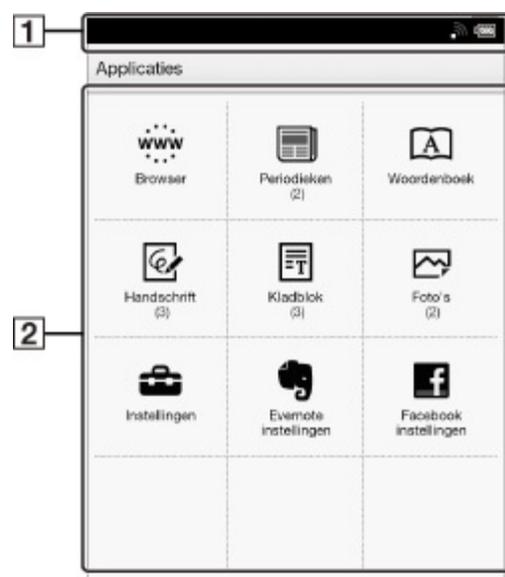 1
Applicaties
www
A
Browser
Periodieken
(2)
Woordenboek
T
Handschrift
(3)
Kladblok
(3)
Foto's
(2)
2
f
Instellingen
Evernote
instellingen
Facebook
instellingen